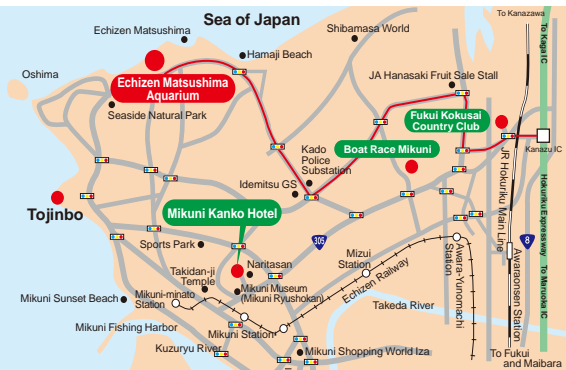 Sea of Japan
To Kanazawa
To Kaga IC
Echizen Matsushima
Shibamasa World
Hamaji Beach
Oshima
Echizen Matsushima
Aquarium
JA Hanasaki Fruit Sale Stall
Seaside Natural Park
Fukui Kokusai
Country Club
Boat Race Mikuni
Kado
Police
Substation
Kanazu IC
Idemitsu GS
JR Hokuriku Main Line
Hokuriku Expressway
Tojinbo
Mikuni Kanko Hotel
305
8
Sports Park
Mizui
Station
Awara-Yunomachi
Station
Awaraonsen Station
To Maruoka IC
Naritasan
Takidan-ji
Temple
Echizen Railway
Mikuni Museum
(Mikuni Ryushokan)
Mikuni Sunset Beach
Mikuni-minato
Station
Takeda River
Mikuni Fishing Harbor
Mikuni Station
Kuzuryu River
Mikuni Shopping World Iza
To Fukui
and Maibara